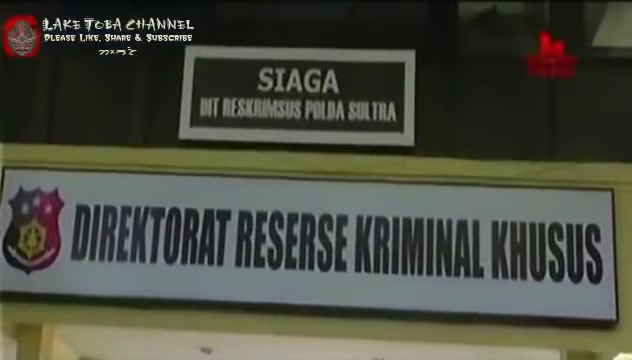 LAKE TOBA CHANNEL
PLEASE LIKE, SHARE & SUBSCRIBE
SIAGA
DIT RESKRIMSUS POLDA SULTRA
DIREKTORAT RESERSE KRIMINAL KHUSUS